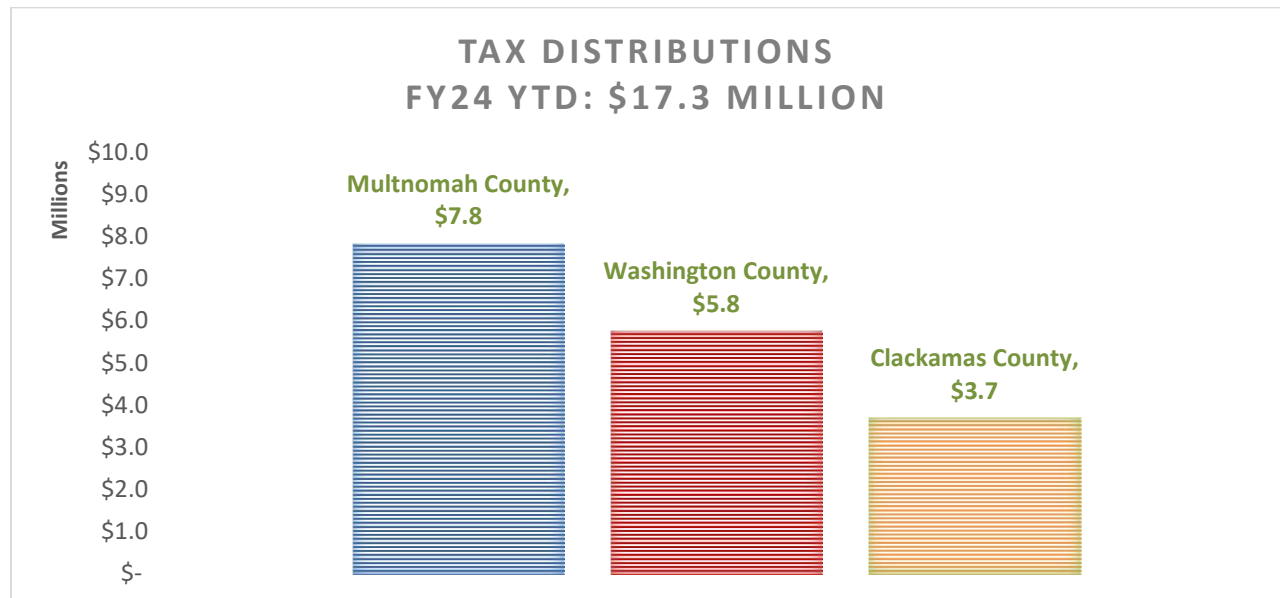 TAX DISTRIBUTIONS
FY24 YTD: $17.3 MILLION
Millions
$10.0
$9.0
$8.0
$7.0
$6.0
$5.0
$4.0
$3.0
$2.0
$1.0
$-
Multnomah County,
$7.8
Washington County,
$5.8
Clackamas County,
$3.7